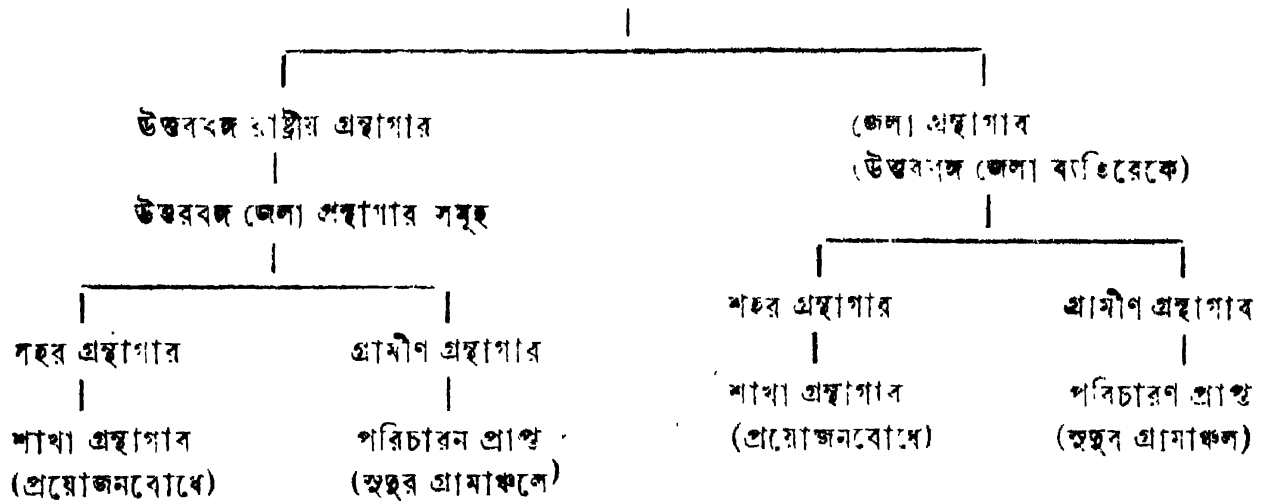 উত্তরবঙ্গ রাষ্ট্রীয় গ্রন্থাগার
জেলা গ্রন্থাগার
(উত্তরবঙ্গ জেলা ব্যতিরেকে)
উত্তরবঙ্গ জেলা গ্রন্থাগার সমূহ
শহর গ্রন্থাগার
গ্রামীণ গ্রন্থাগার
সহর গ্রন্থাগার
গ্রামীণ গ্রন্থাগার
শাখা গ্রন্থাগার
(প্রয়োজনবোধে)
পরিচারণ প্রাপ্ত
(সুদুর গ্রামাঞ্চল)
শাখা গ্রন্থাগার
(প্রয়োজনবোধে)
পরিচারন প্রাপ্ত
(সুদুর গ্রামাঞ্চলে)